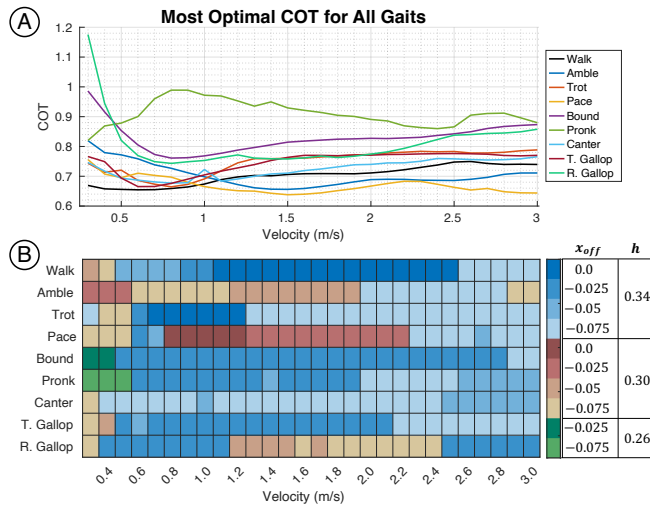 A
Most Optimal COT for All Gaits
1.2
1.1
1
0.9
0.8
0.7
0.6
COT
0.5
1
1.5
2
2.5
3
Velocity (m/s)
Walk
Amble
Trot
Pace
Bound
Pronk
Canter
T. Gallop
R. Gallop
B
Walk
Amble
Trot
Pace
Bound
Pronk
Canter
T. Gallop
R. Gallop
0.4 0.6 0.8 1.0 1.2 1.4 1.6 1.8 2.0 2.2 2.4 2.6 2.8 3.0
Velocity (m/s)
x_off h
0.0
−0.025
−0.05
−0.075
0.34
0.0
−0.025
−0.05
−0.075
0.30
−0.025
−0.075
0.26